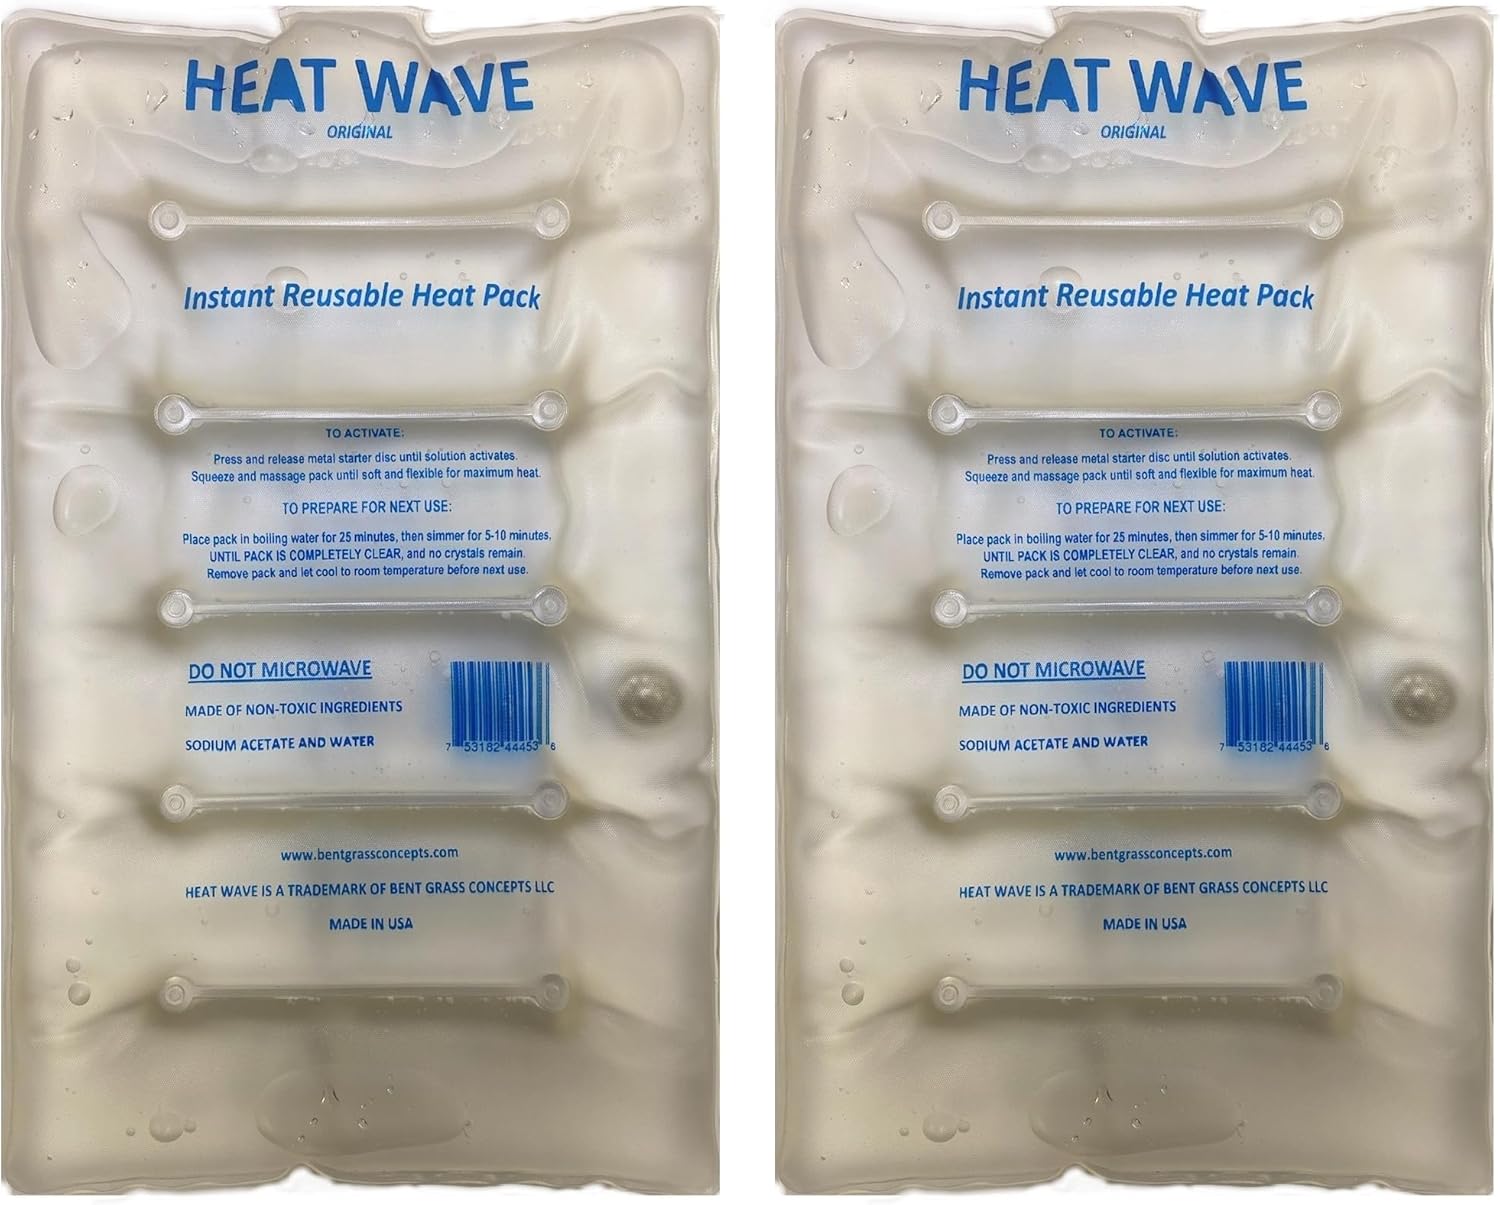 HEAT WAVE
ORIGINAL
Instant Reusable Heat Pack
TO ACTIVATE:
Press and release metal starter disc until solution activates.
Squeeze and massage pack until soft and flexible for maximum heat.
TO PREPARE FOR NEXT USE:
Place pack in boiling water for 25 minutes, then simmer for 5-10 minutes.
UNTIL PACK IS COMPLETELY CLEAR, and no crystals remain.
Remove pack and let cool to room temperature before next use.
DO NOT MICROWAVE
MADE OF NON-TOXIC INGREDIENTS
SODIUM ACETATE AND WATER
7 53182 44453 6
www.bentgrassconcepts.com
HEAT WAVE IS A TRADEMARK OF BENT GRASS CONCEPTS LLC
MADE IN USA
HEAT WAVE
ORIGINAL
Instant Reusable Heat Pack
TO ACTIVATE:
Press and release metal starter disc until solution activates.
Squeeze and massage pack until soft and flexible for maximum heat.
TO PREPARE FOR NEXT USE:
Place pack in boiling water for 25 minutes, then simmer for 5-10 minutes.
UNTIL PACK IS COMPLETELY CLEAR, and no crystals remain.
Remove pack and let cool to room temperature before next use.
DO NOT MICROWAVE
MADE OF NON-TOXIC INGREDIENTS
SODIUM ACETATE AND WATER
7 53182 44453 6
www.bentgrassconcepts.com
HEAT WAVE IS A TRADEMARK OF BENT GRASS CONCEPTS LLC
MADE IN USA